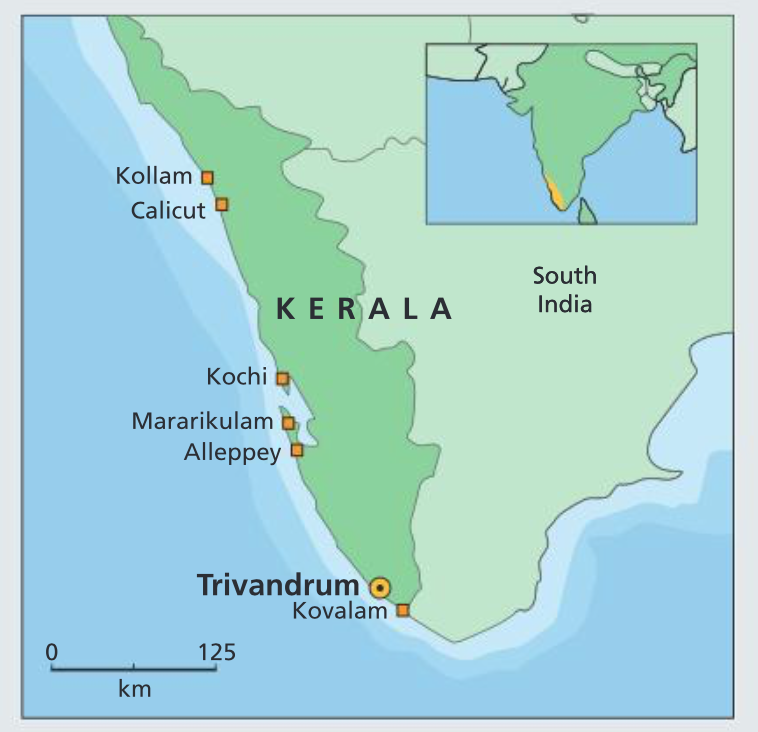 Kollam
Calicut
South
India
KERALA
Kochi
Mararikulam
Alleppey
Trivandrum
Kovalam
0 125
km